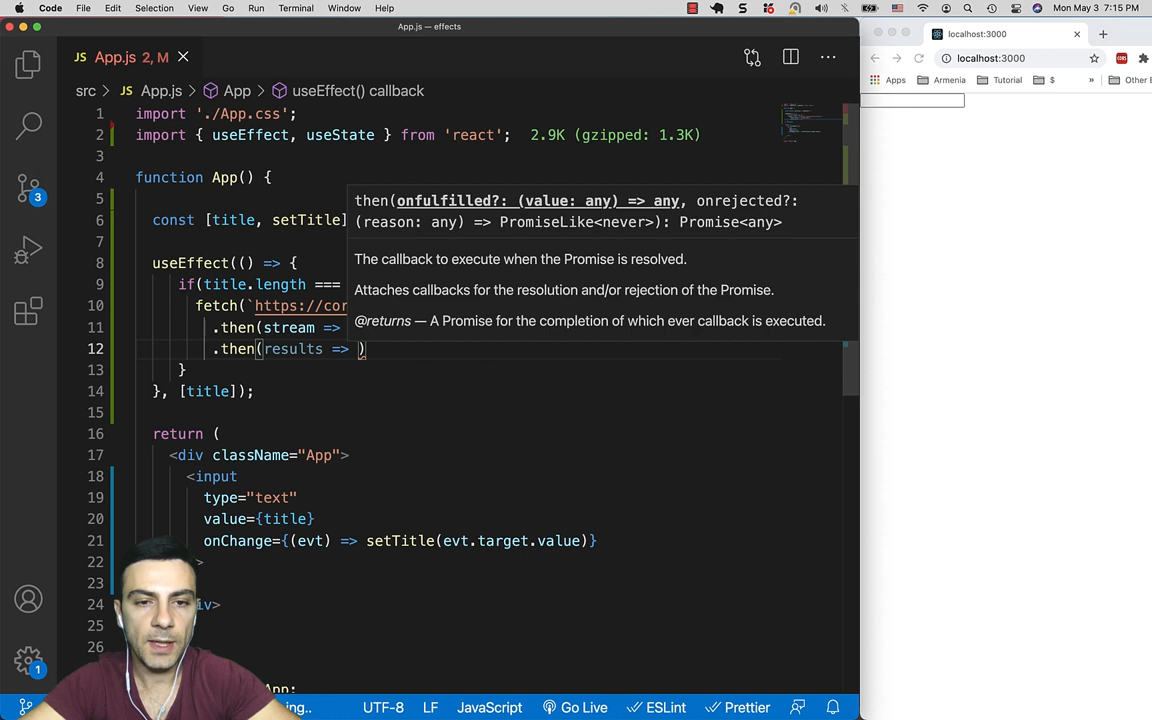 Code File Edit Selection View Go Run Terminal Window Help Mon May 3 7:15 PM
App.js — effects
localhost:3000
JS App.js 2, M
localhost:3000
Apps Armenia Tutorial $ » Other
src > JS App.js > App > useEffect() callback
1 import './App.css';
2 import { useEffect, useState } from 'react'; 2.9K (gzipped: 1.3K)
3
4 function App() {
5
6 const [title, setTitle]
7
8 useEffect(() => {
9 if(title.length ===
10 fetch(`https://cor
11 .then(stream =>
12 .then(results => )
13 }
14 }, [title]);
15
16 return (
17 <div className="App">
18 <input
19 type="text"
20 value={title}
21 onChange={(evt) => setTitle(evt.target.value)}
22 >
23
24 iv>
25
26
App;
then(onfulfilled?: (value: any) => any, onrejected?:
(reason: any) => PromiseLike<never>): Promise<any>
The callback to execute when the Promise is resolved.
Attaches callbacks for the resolution and/or rejection of the Promise.
@returns — A Promise for the completion of which ever callback is executed.
3
1
ing.. UTF-8 LF JavaScript Go Live ESLint Prettier